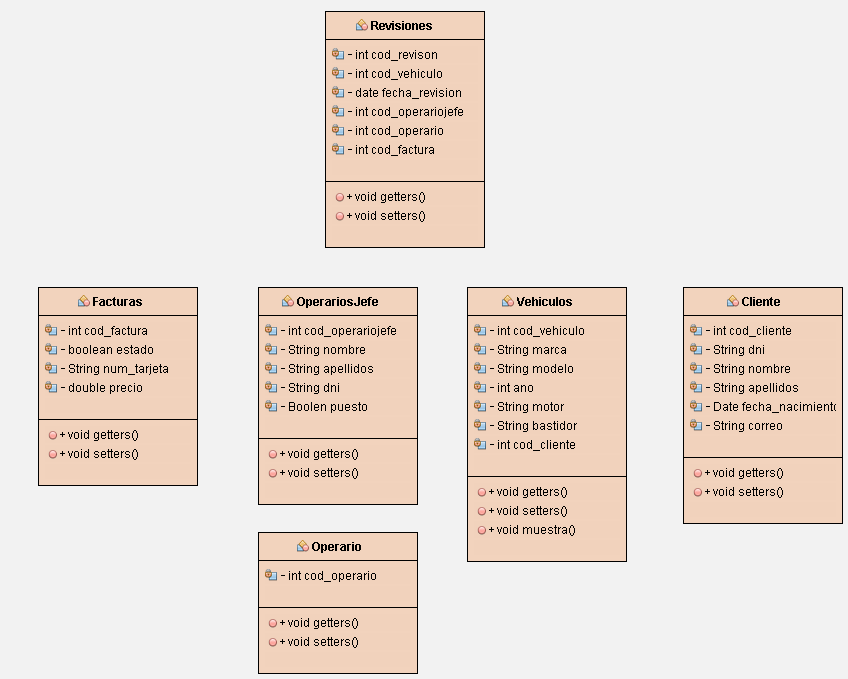 Revisiones
- int cod_revison
- int cod_vehiculo
- date fecha_revision
- int cod_operariojefe
- int cod_operario
- int cod_factura
+ void getters()
+ void setters()
Facturas
- int cod_factura
- boolean estado
- String num_tarjeta
- double precio
+ void getters()
+ void setters()
OperariosJefe
- int cod_operariojefe
- String nombre
- String apellidos
- String dni
- Boolen puesto
+ void getters()
+ void setters()
Vehiculos
- int cod_vehiculo
- String marca
- String modelo
- int ano
- String motor
- String bastidor
- int cod_cliente
+ void getters()
+ void setters()
+ void muestra()
Cliente
- int cod_cliente
- String dni
- String nombre
- String apellidos
- Date fecha_nacimiento
- String correo
+ void getters()
+ void setters()
Operario
- int cod_operario
+ void getters()
+ void setters()